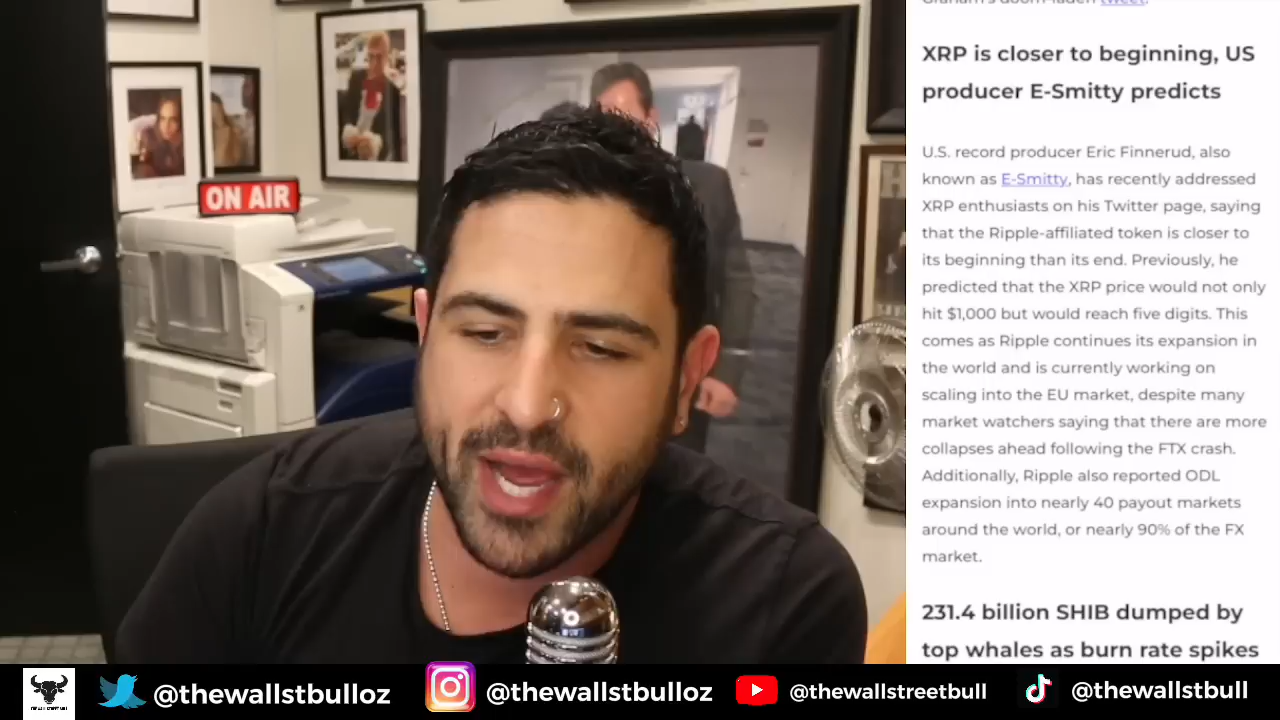 ON AIR
Graham's doom-laden tweet.
XRP is closer to beginning, US
producer E-Smitty predicts
U.S. record producer Eric Finnerud, also
known as E-Smitty, has recently addressed
XRP enthusiasts on his Twitter page, saying
that the Ripple-affiliated token is closer to
its beginning than its end. Previously, he
predicted that the XRP price would not only
hit $1,000 but would reach five digits. This
comes as Ripple continues its expansion in
the world and is currently working on
scaling into the EU market, despite many
market watchers saying that there are more
collapses ahead following the FTX crash.
Additionally, Ripple also reported ODL
expansion into nearly 40 payout markets
around the world, or nearly 90% of the FX
market.
231.4 billion SHIB dumped by
top whales as burn rate spikes
@thewallstbulloz
@thewallstbulloz
@thewallstreetbull
@thewallstbull